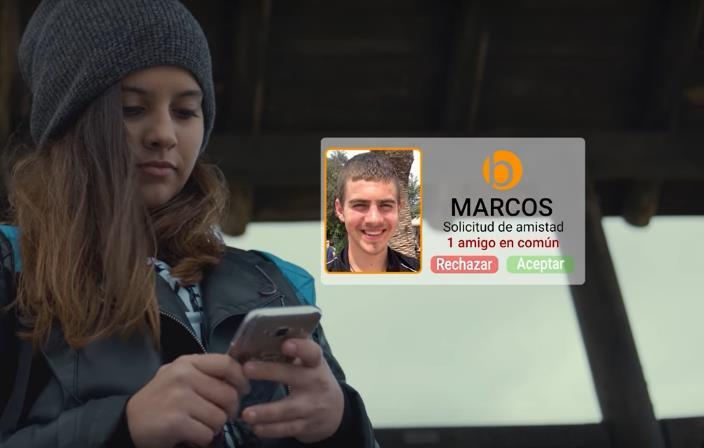 MARCOS
Solicitud de amistad
1 amigo en común
Rechazar Aceptar